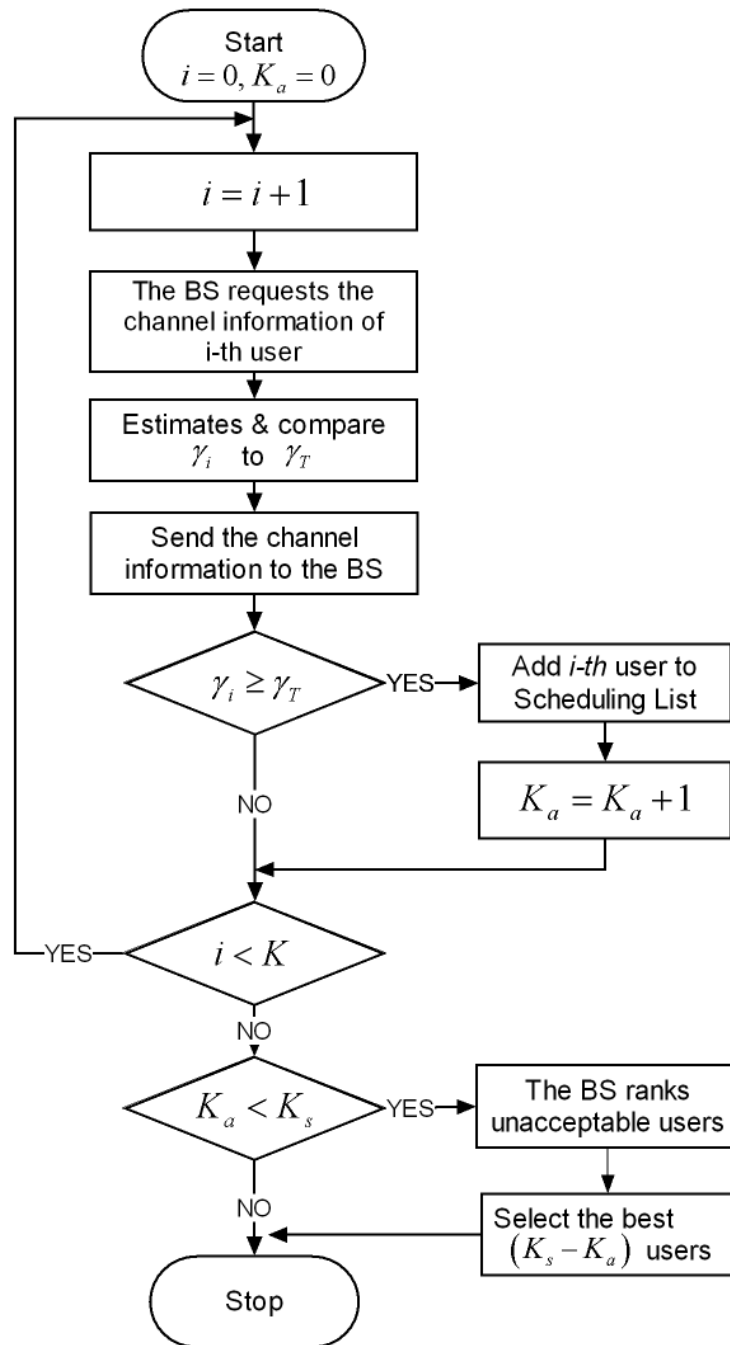 Start
i = 0, K_a = 0
i = i + 1
The BS requests the
channel information of
i-th user
Estimates & compare
γ_i to γ_T
Send the channel
information to the BS
γ_i ≥ γ_T
YES
Add i-th user to
Scheduling List
NO
K_a = K_a + 1
i < K
YES
NO
K_a < K_s
YES
The BS ranks
unacceptable users
NO
Select the best
(K_s − K_a) users
Stop